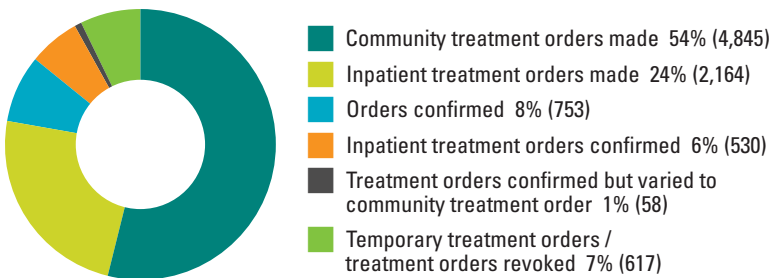 Community treatment orders made 54% (4,845)
Inpatient treatment orders made 24% (2,164)
Orders confirmed 8% (753)
Inpatient treatment orders confirmed 6% (530)
Treatment orders confirmed but varied to
community treatment order 1% (58)
Temporary treatment orders /
treatment orders revoked 7% (617)